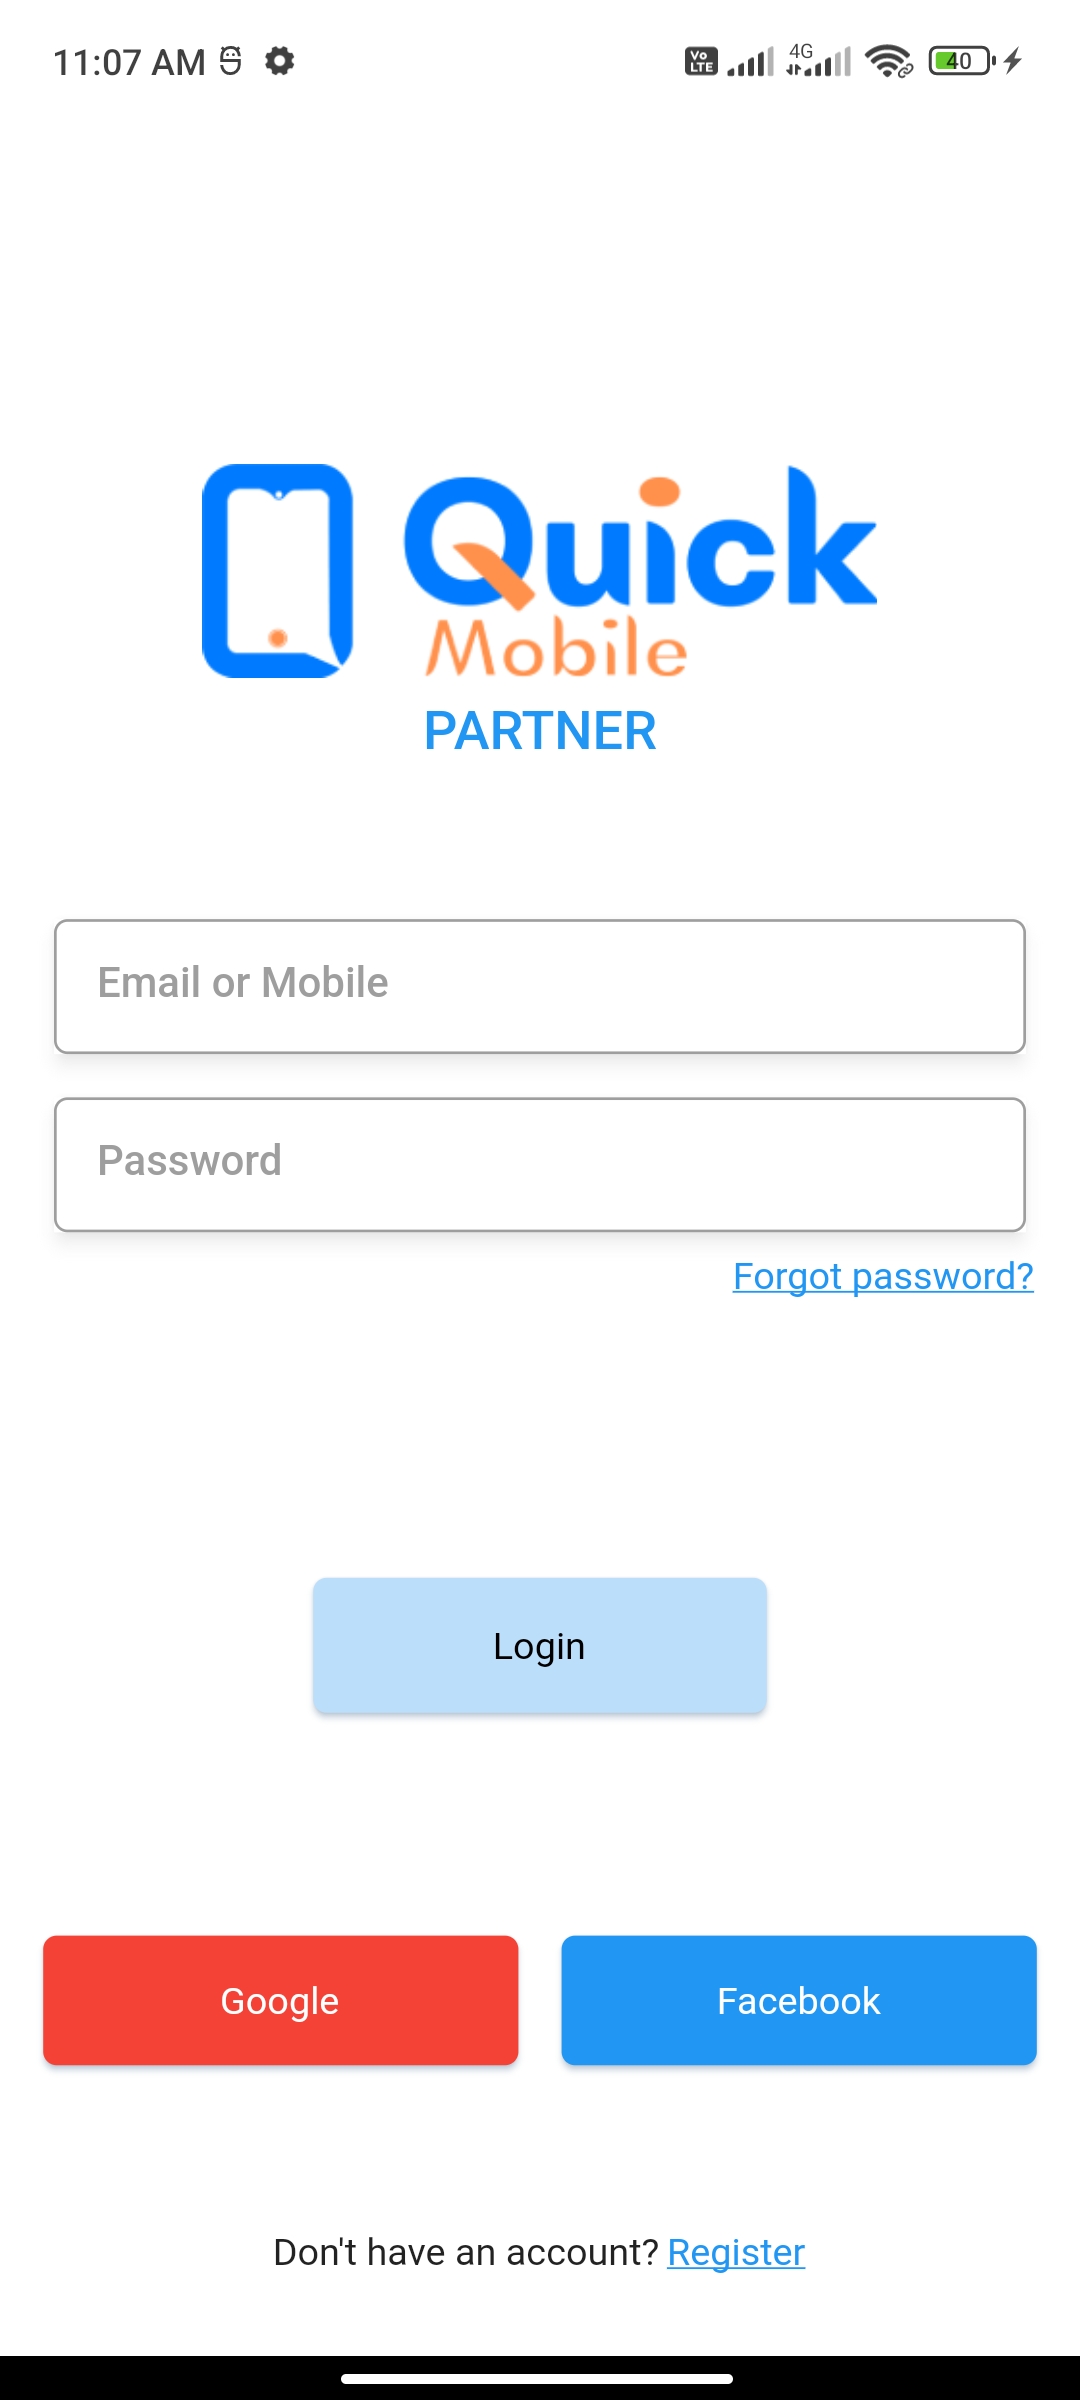 11:07 AM
Vo LTE 4G 40
Quick
Mobile
PARTNER
Email or Mobile
Password
Forgot password?
Login
Google Facebook
Don't have an account? Register